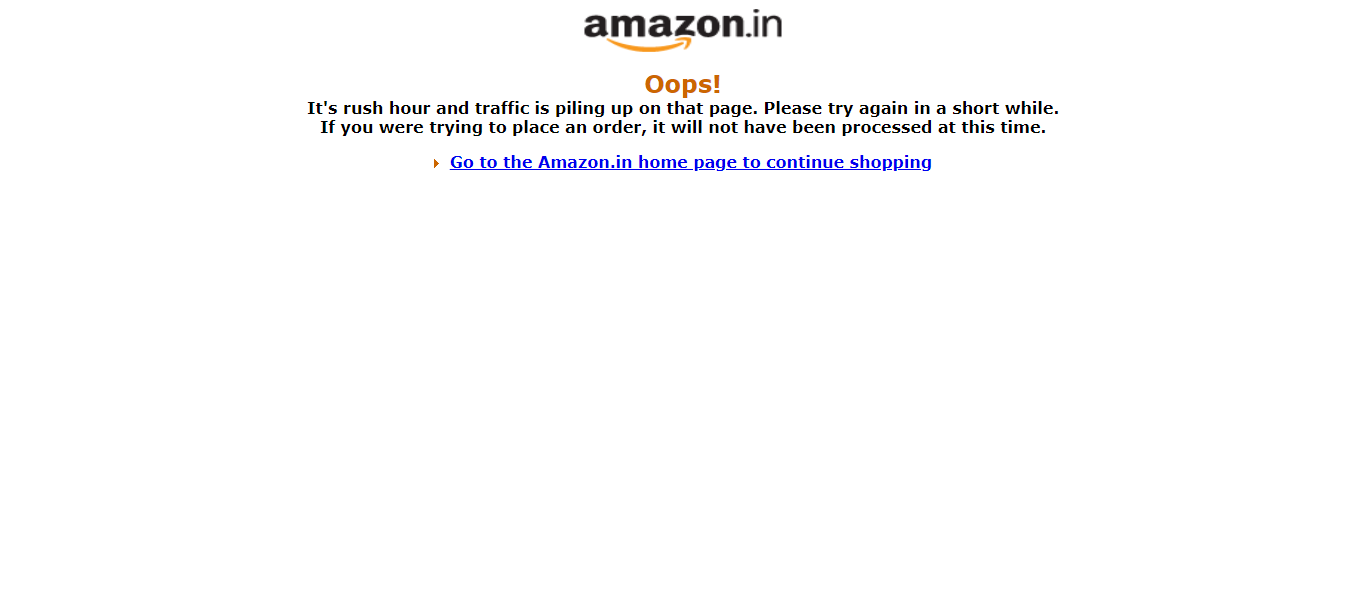 amazon.in
Oops!
It's rush hour and traffic is piling up on that page. Please try again in a short while.
If you were trying to place an order, it will not have been processed at this time.
Go to the Amazon.in home page to continue shopping